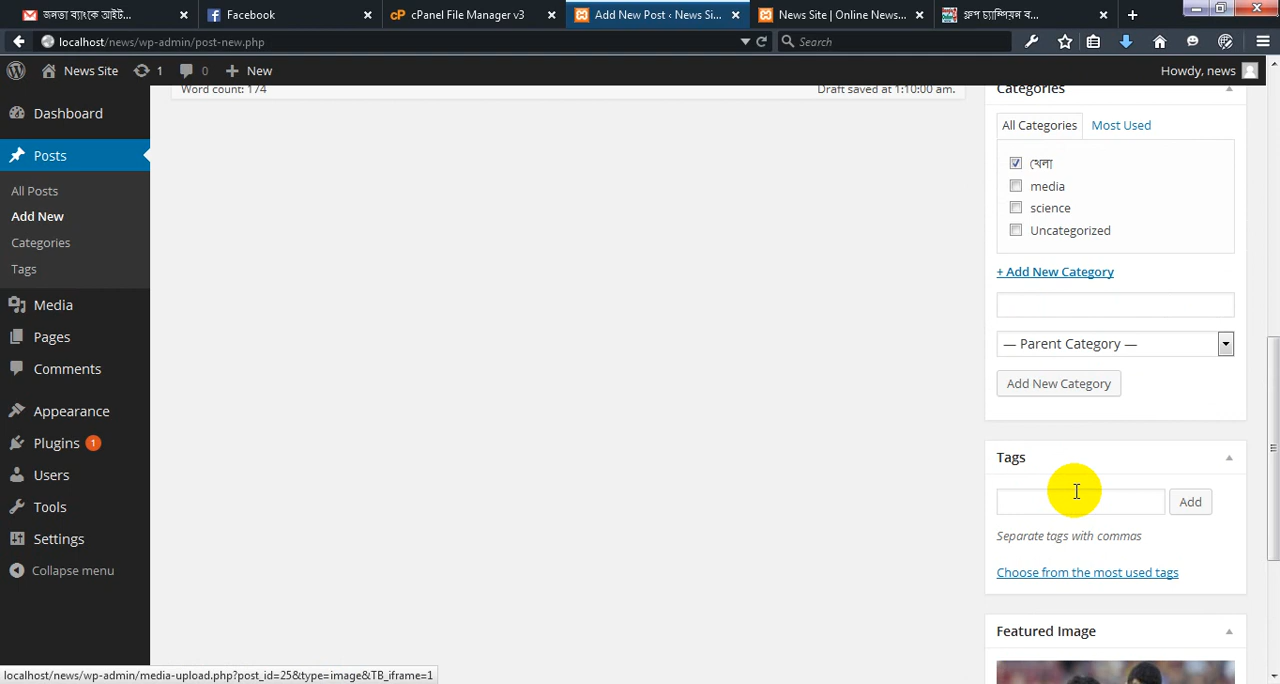 জনতা ব্যাংকে আইট...
Facebook
cPanel File Manager v3
Add New Post ‹ News Si...
News Site | Online News...
গ্রুপ চ্যাম্পিয়ন ব...
localhost/news/wp-admin/post-new.php
Search
News Site
1
0
New
Howdy, news
Dashboard
Posts
All Posts
Add New
Categories
Tags
Media
Pages
Comments
Appearance
Plugins 1
Users
Tools
Settings
Collapse menu
Word count: 174
Draft saved at 1:10:00 am.
Categories
All Categories
Most Used
খেলা
media
science
Uncategorized
+ Add New Category
— Parent Category —
Add New Category
Tags
Add
Separate tags with commas
Choose from the most used tags
Featured Image
localhost/news/wp-admin/media-upload.php?post_id=25&type=image&TB_iframe=1